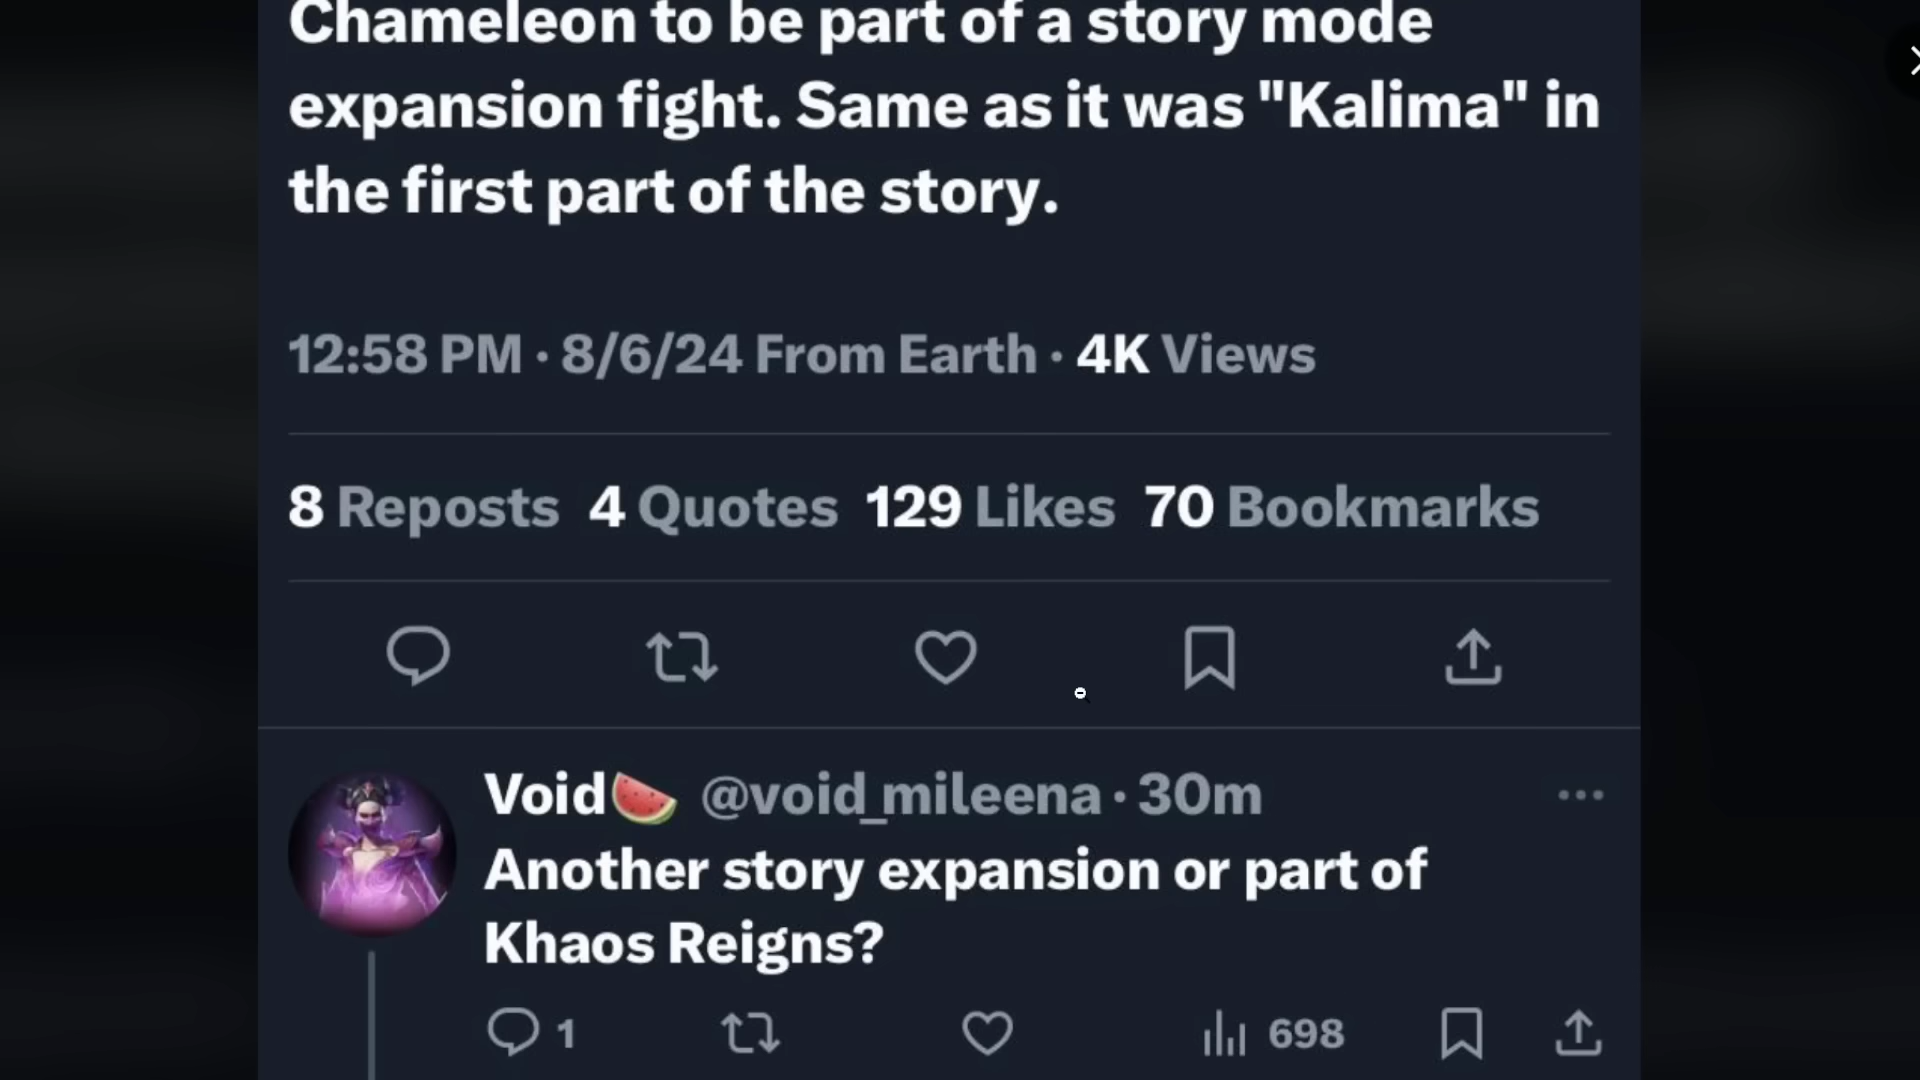 Chameleon to be part of a story mode
expansion fight. Same as it was "Kalima" in
the first part of the story.
12:58 PM · 8/6/24 From Earth · 4K Views
8 Reposts 4 Quotes 129 Likes 70 Bookmarks
Void🍉 @void_mileena · 30m
Another story expansion or part of
Khaos Reigns?
1 698